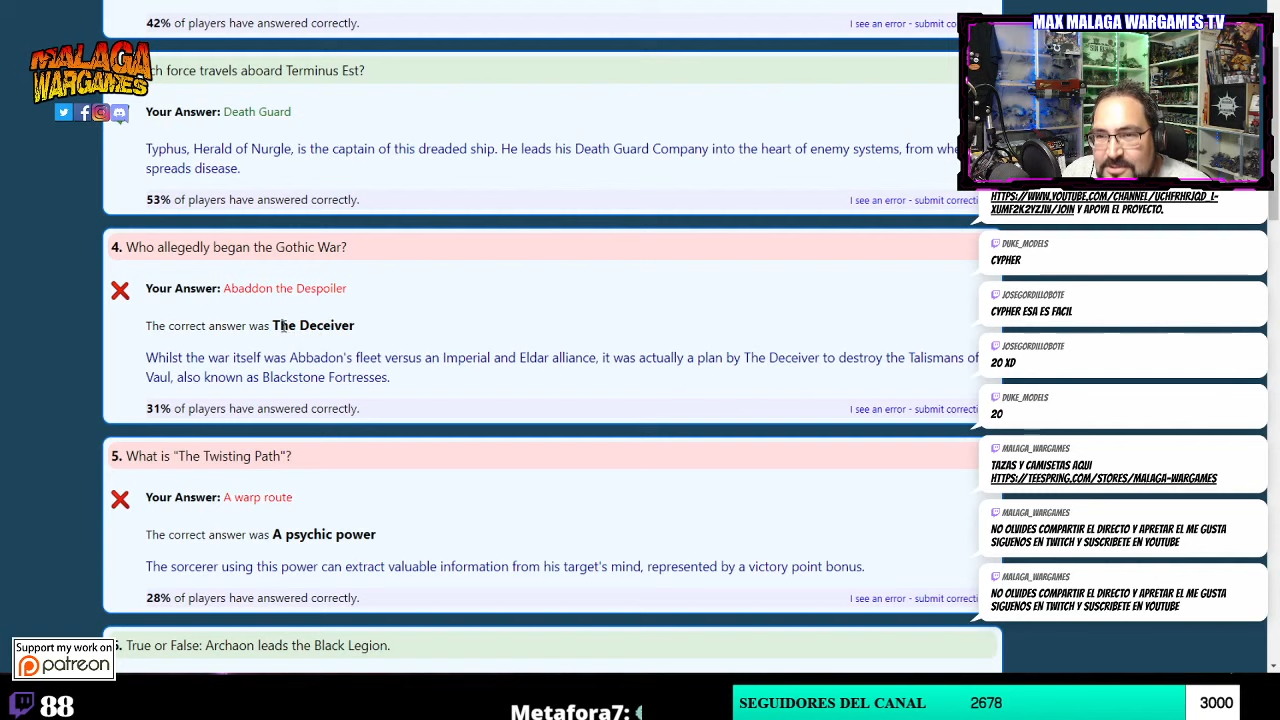 42% of players have answered correctly.
I see an error - submit co
MAX MALAGA WARGAMES TV
MALAGA
WARGAMES
ch force travels aboard Terminus Est?
Your Answer: Death Guard
Typhus, Herald of Nurgle, is the captain of this dreaded ship. He leads his Death Guard Company into the heart of enemy systems, from whe
spreads disease.
53% of players have answered correctly.
I see an error - submit co
4. Who allegedly began the Gothic War?
Your Answer: Abaddon the Despoiler
The correct answer was The Deceiver
Whilst the war itself was Abbadon's fleet versus an Imperial and Eldar alliance, it was actually a plan by The Deceiver to destroy the Talismans of
Vaul, also known as Blackstone Fortresses.
31% of players have answered correctly.
I see an error - submit correcti
5. What is "The Twisting Path"?
Your Answer: A warp route
The correct answer was A psychic power
The sorcerer using this power can extract valuable information from his target's mind, represented by a victory point bonus.
28% of players have answered correctly.
I see an error - submit correcti
. True or False: Archaon leads the Black Legion.
HTTPS://WWW.YOUTUBE.COM/CHANNEL/UCHFRHRJQD_L-
XUMF2K2YZJW/JOIN Y APOYA EL PROYECTO.
DUKE_MODELS
CYPHER
JOSEGORDILLOBOTE
CYPHER ESA ES FACIL
JOSEGORDILLOBOTE
20 XD
DUKE_MODELS
20
MALAGA_WARGAMES
TAZAS Y CAMISETAS AQUI
HTTPS://TEESPRING.COM/STORES/MALAGA-WARGAMES
MALAGA_WARGAMES
NO OLVIDES COMPARTIR EL DIRECTO Y APRETAR EL ME GUSTA
SIGUENOS EN TWITCH Y SUSCRIBETE EN YOUTUBE
MALAGA_WARGAMES
NO OLVIDES COMPARTIR EL DIRECTO Y APRETAR EL ME GUSTA
SIGUENOS EN TWITCH Y SUSCRIBETE EN YOUTUBE
Support my work on
patreon
88
Metafora7:
SEGUIDORES DEL CANAL 2678 3000